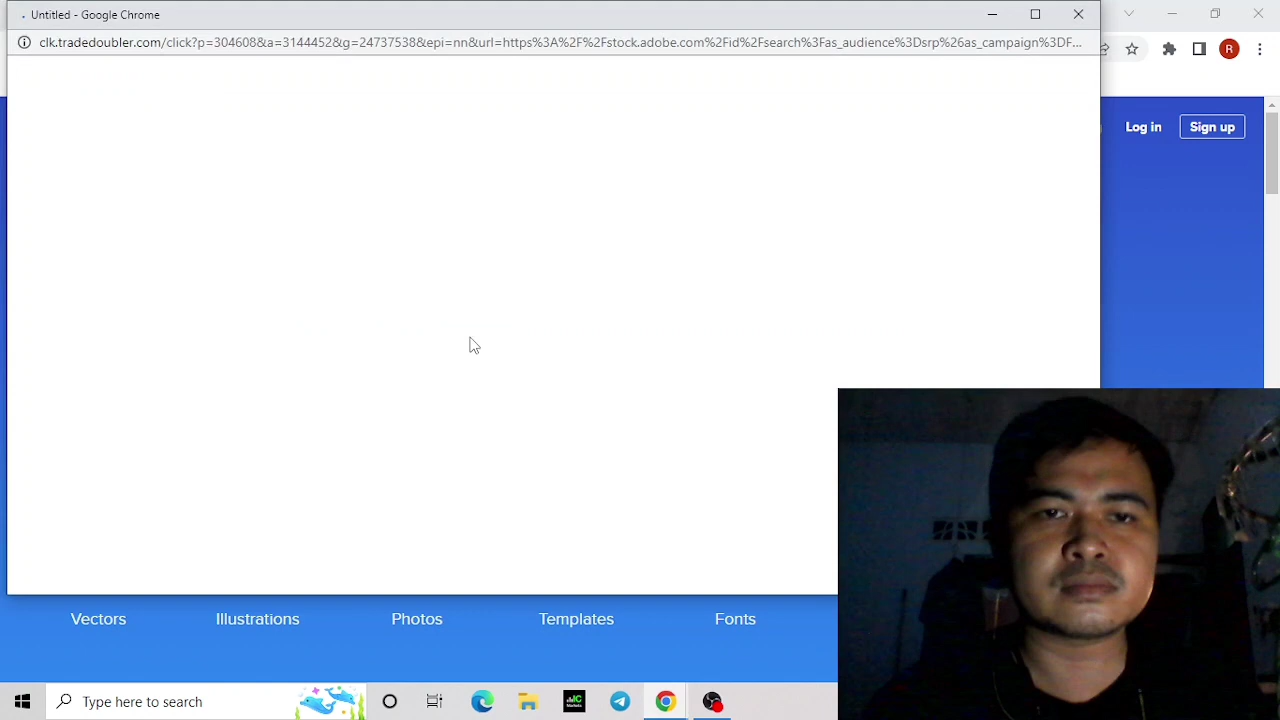 Untitled - Google Chrome
clk.tradedoubler.com/click?p=304608&a=3144452&g=24737538&epi=nn&url=https%3A%2F%2Fstock.adobe.com%2Fid%2Fsearch%3Fas_audience%3Dsrp%26as_campaign%3DF...
R
Log in
Sign up
Vectors
Illustrations
Photos
Templates
Fonts
Type here to search
IC
Markets